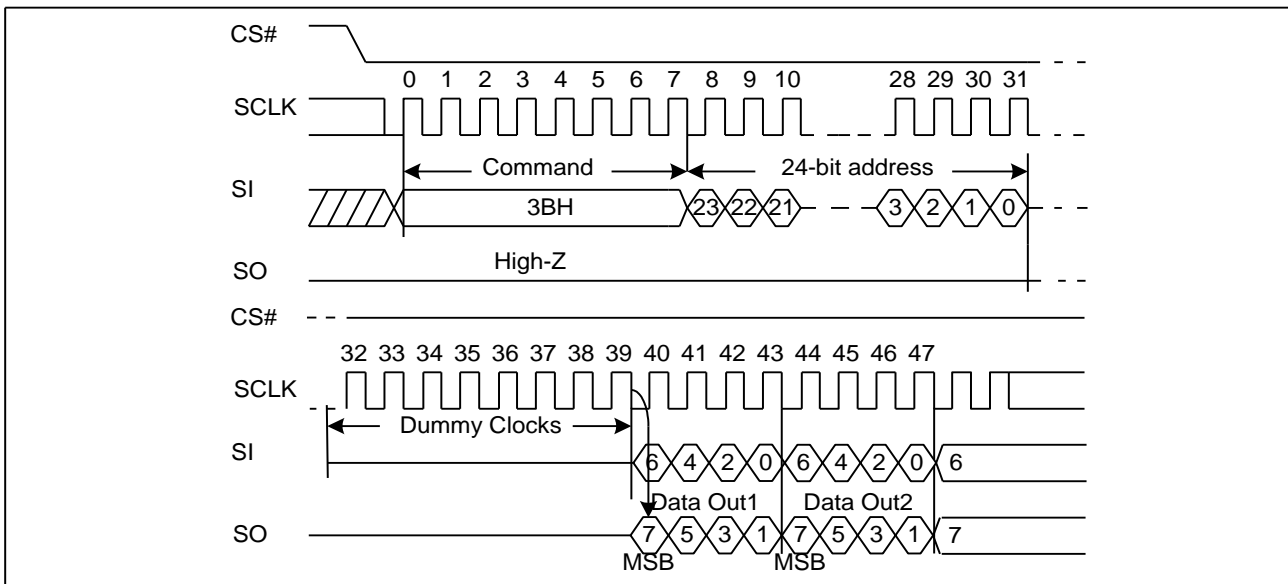 CS#
0 1 2 3 4 5 6 7 8 9 10 28 29 30 31
SCLK
Command 24-bit address
SI
3BH 23 22 21 3 2 1 0
High-Z
SO
CS#
32 33 34 35 36 37 38 39 40 41 42 43 44 45 46 47
SCLK
Dummy Clocks
SI
6 4 2 0 6 4 2 0 6
Data Out1 Data Out2
SO
7 5 3 1 7 5 3 1 7
MSB MSB